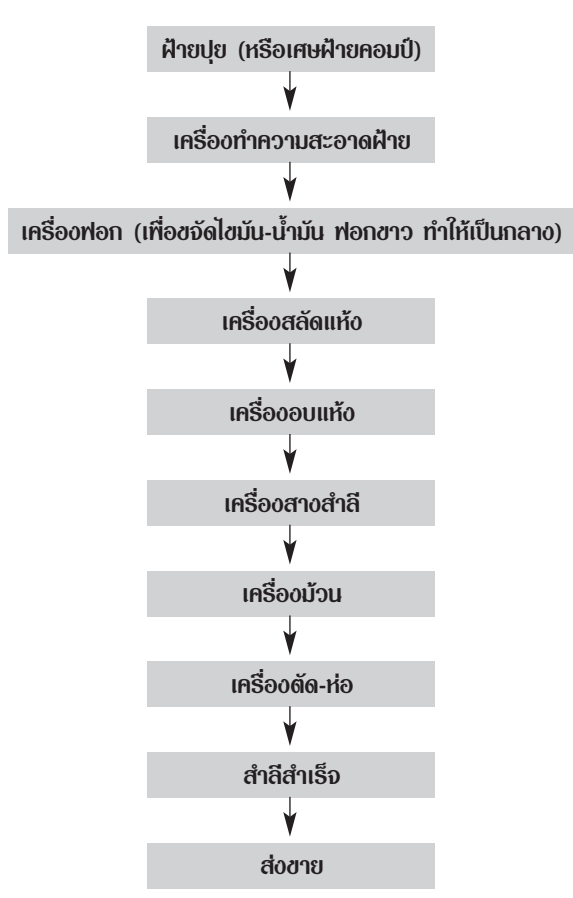 ฝ้ายปุย (หรือเศษฝ้ายคอมป์)
เครื่องทำความสะอาดฝ้าย
เครื่องฟอก (เพื่อขจัดไขมัน-น้ำมัน ฟอกขาว ทำให้เป็นกลาง)
เครื่องสลัดแห้ง
เครื่องอบแห้ง
เครื่องสางสำลี
เครื่องม้วน
เครื่องตัด-ห่อ
สำลีสำเร็จ
ส่งขาย